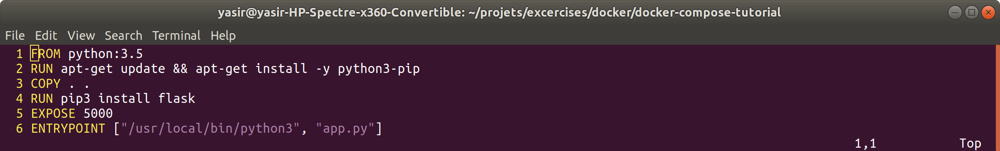 yasir@yasir-HP-Spectre-x360-Convertible: ~/projets/excercises/docker/docker-compose-tutorial
File Edit View Search Terminal Help
1 FROM python:3.5
2 RUN apt-get update && apt-get install -y python3-pip
3 COPY . .
4 RUN pip3 install flask
5 EXPOSE 5000
6 ENTRYPOINT ["/usr/local/bin/python3", "app.py"]
1,1 Top